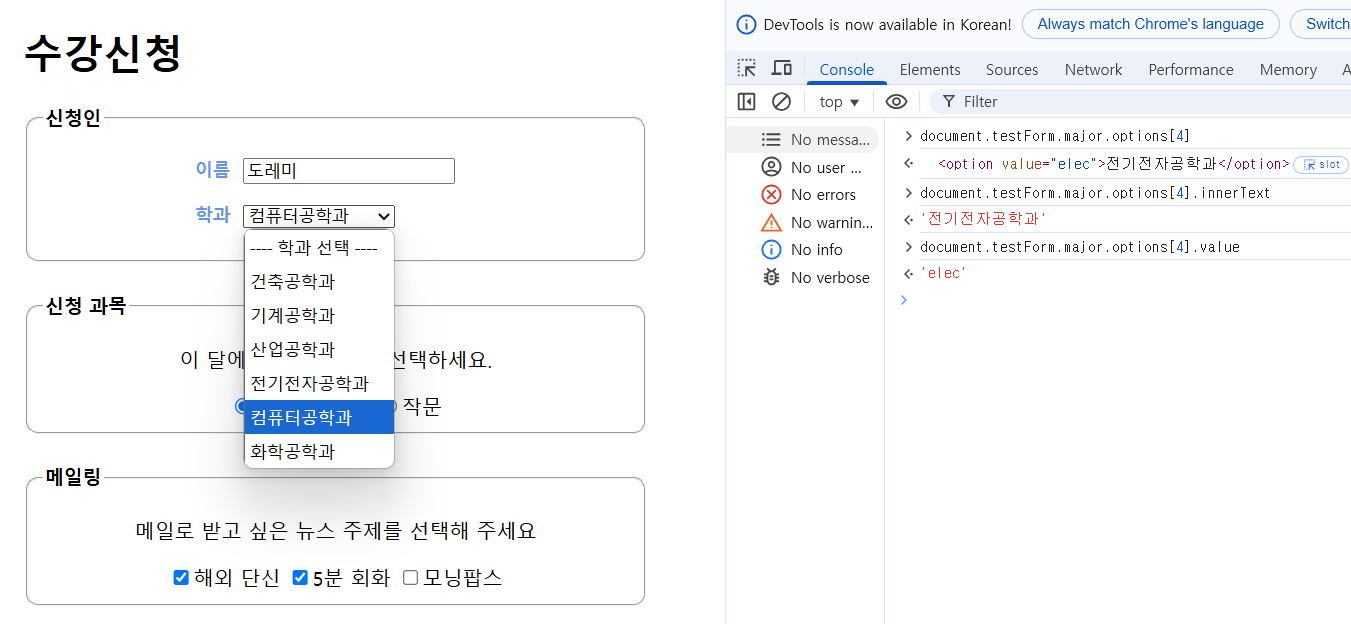 수강신청
신청인
이름 도레미
학과 컴퓨터공학과
---- 학과 선택 ----
건축공학과
기계공학과
산업공학과
전기전자공학과
컴퓨터공학과
화학공학과
신청 과목
이 달에 선택하세요.
작문
메일링
메일로 받고 싶은 뉴스 주제를 선택해 주세요
해외 단신 5분 회화 모닝팝스
DevTools is now available in Korean! Always match Chrome's language Switch
Console Elements Sources Network Performance Memory A
top ▼ Filter
No messa...
No user ...
No errors
No warnin...
No info
No verbose
> document.testForm.major.options[4]
<option value="elec">전기전자공학과</option> slot
> document.testForm.major.options[4].innerText
'전기전자공학과'
> document.testForm.major.options[4].value
'elec'
>